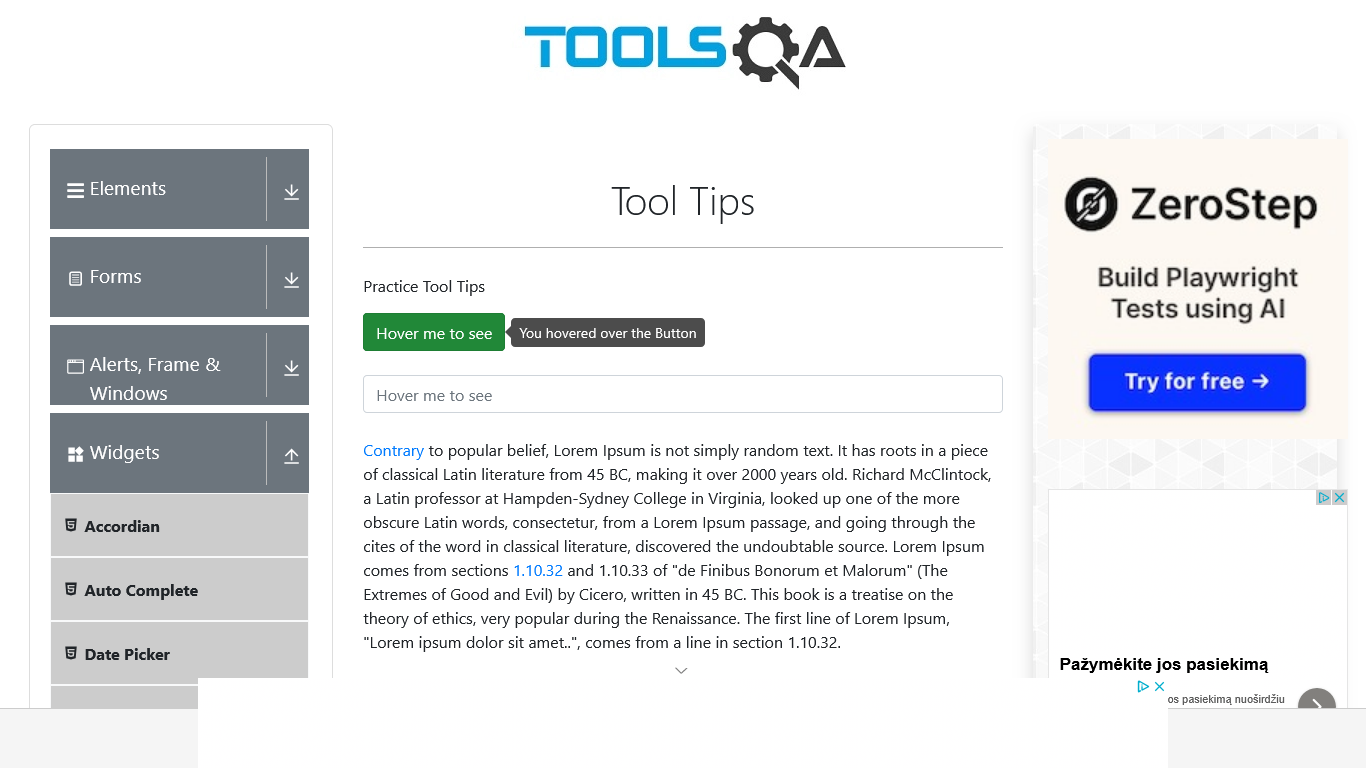 TOOLSQA
Elements
Forms
Alerts, Frame &
Windows
Widgets
Accordian
Auto Complete
Date Picker
Tool Tips
Practice Tool Tips
Hover me to see
You hovered over the Button
Hover me to see
Contrary to popular belief, Lorem Ipsum is not simply random text. It has roots in a piece
of classical Latin literature from 45 BC, making it over 2000 years old. Richard McClintock,
a Latin professor at Hampden-Sydney College in Virginia, looked up one of the more
obscure Latin words, consectetur, from a Lorem Ipsum passage, and going through the
cites of the word in classical literature, discovered the undoubtable source. Lorem Ipsum
comes from sections 1.10.32 and 1.10.33 of "de Finibus Bonorum et Malorum" (The
Extremes of Good and Evil) by Cicero, written in 45 BC. This book is a treatise on the
theory of ethics, very popular during the Renaissance. The first line of Lorem Ipsum,
"Lorem ipsum dolor sit amet..", comes from a line in section 1.10.32.
ZeroStep
Build Playwright
Tests using AI
Try for free →
Pažymėkite jos pasiekimą
os pasiekimą nuoširdžiu